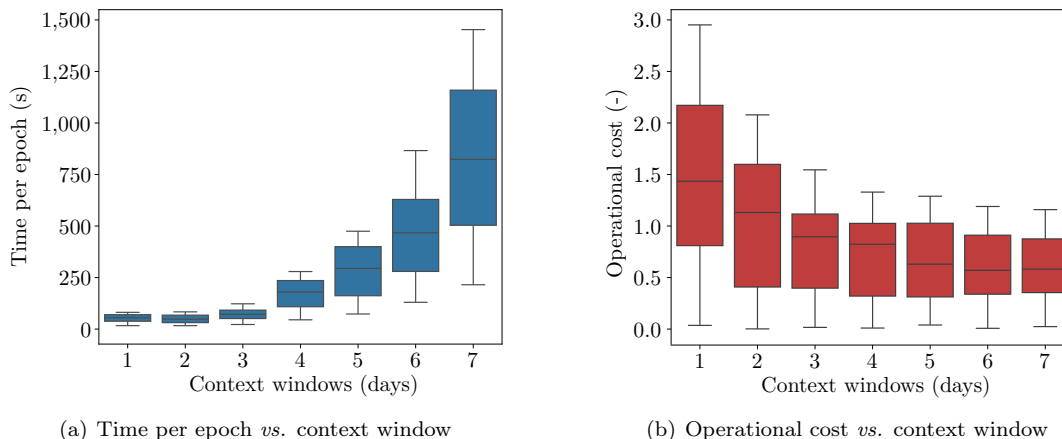 1,500
1,250
1,000
750
500
250
0
Time per epoch (s)
1 2 3 4 5 6 7
Context windows (days)
(a) Time per epoch vs. context window
3.0
2.5
2.0
1.5
1.0
0.5
0.0
Operational cost (-)
1 2 3 4 5 6 7
Context windows (days)
(b) Operational cost vs. context window